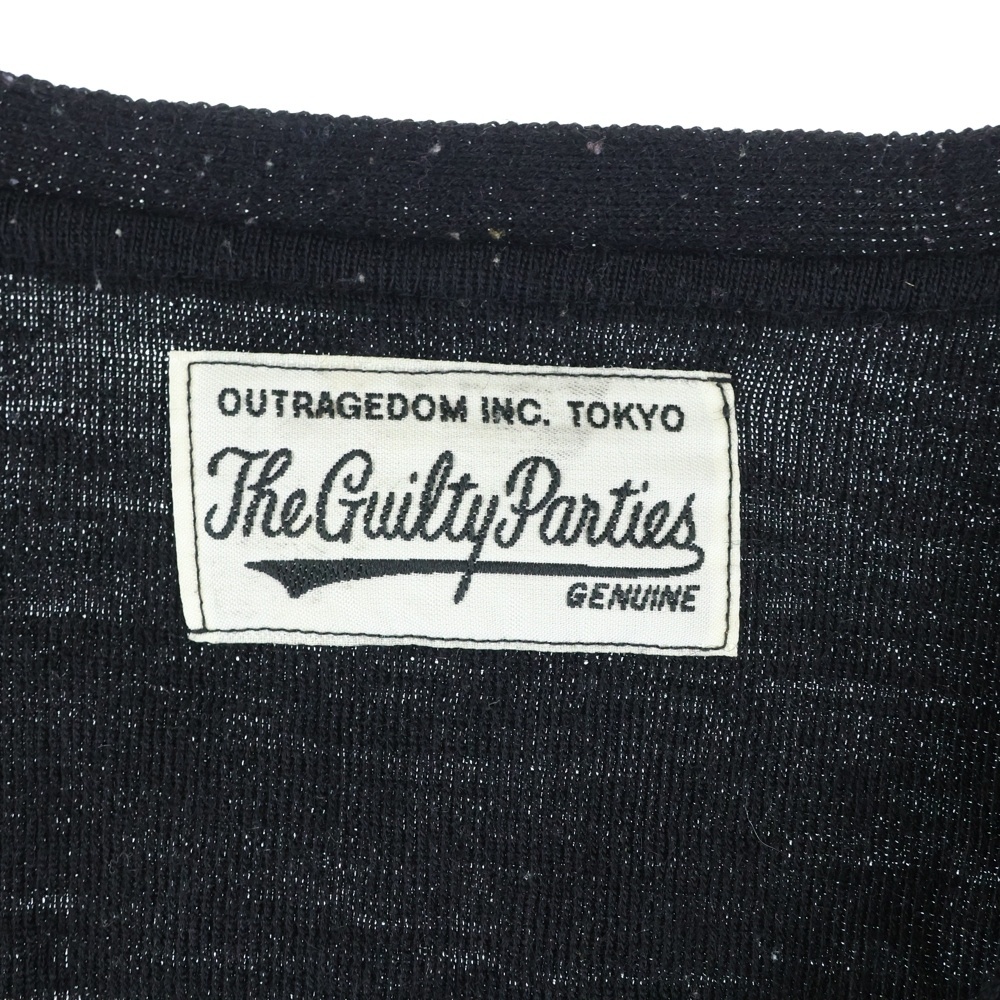 OUTRAGEDOM INC. TOKYO
The Guilty Parties
GENUINE